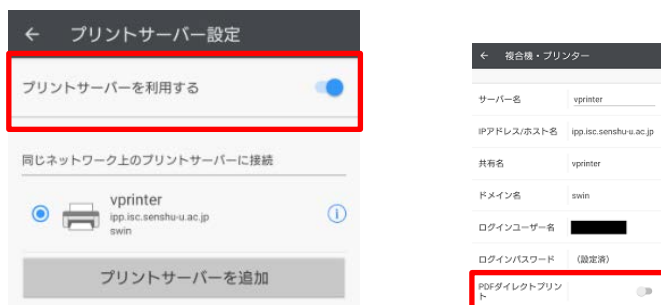 ← プリントサーバー設定
プリントサーバーを利用する
同じネットワーク上のプリントサーバーに接続
vprinter
ipp.isc.senshu-u.ac.jp
swin
プリントサーバーを追加
← 複合機・プリンター
サーバー名 vprinter
IPアドレス/ホスト名 ipp.isc.senshu-u.ac.jp
共有名 vprinter
ドメイン名 swin
ログインユーザー名
ログインパスワード (設定済)
PDFダイレクトプリン
ト